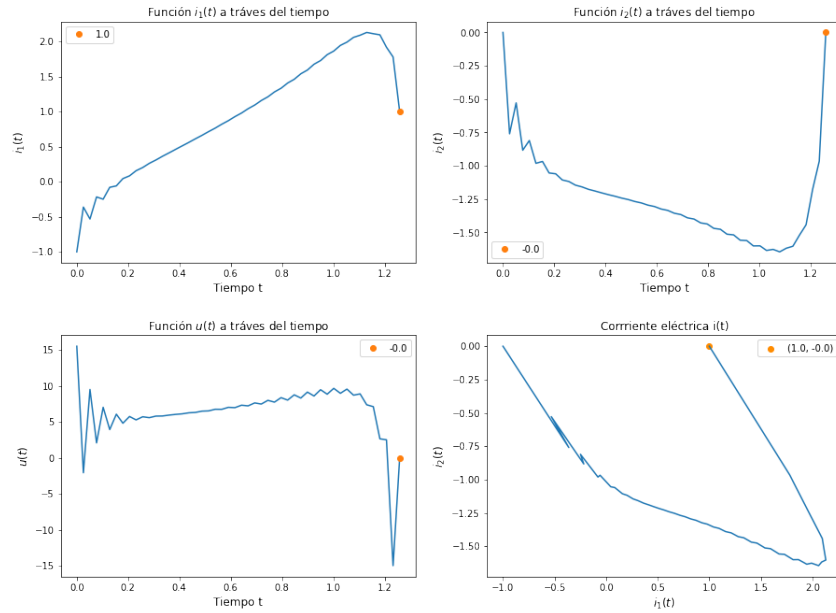 Función i₁(t) a tráves del tiempo
1.0
2.0
1.5
1.0
0.5
0.0
−0.5
−1.0
i₁(t)
0.0 0.2 0.4 0.6 0.8 1.0 1.2
Tiempo t
Función i₂(t) a tráves del tiempo
0.00
−0.25
−0.50
−0.75
−1.00
−1.25
−1.50
i₂(t)
-0.0
0.0 0.2 0.4 0.6 0.8 1.0 1.2
Tiempo t
Función u(t) a tráves del tiempo
-0.0
15
10
5
0
−5
−10
−15
u(t)
0.0 0.2 0.4 0.6 0.8 1.0 1.2
Tiempo t
Corrriente eléctrica i(t)
(1.0, -0.0)
0.00
−0.25
−0.50
−0.75
−1.00
−1.25
−1.50
i₂(t)
−1.0 −0.5 0.0 0.5 1.0 1.5 2.0
i₁(t)